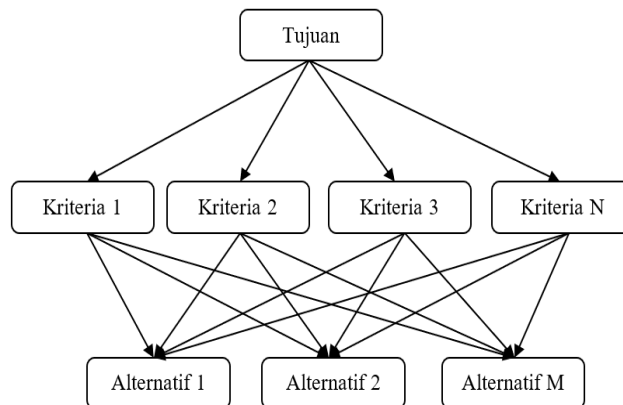 Tujuan
Kriteria 1
Kriteria 2
Kriteria 3
Kriteria N
Alternatif 1
Alternatif 2
Alternatif M